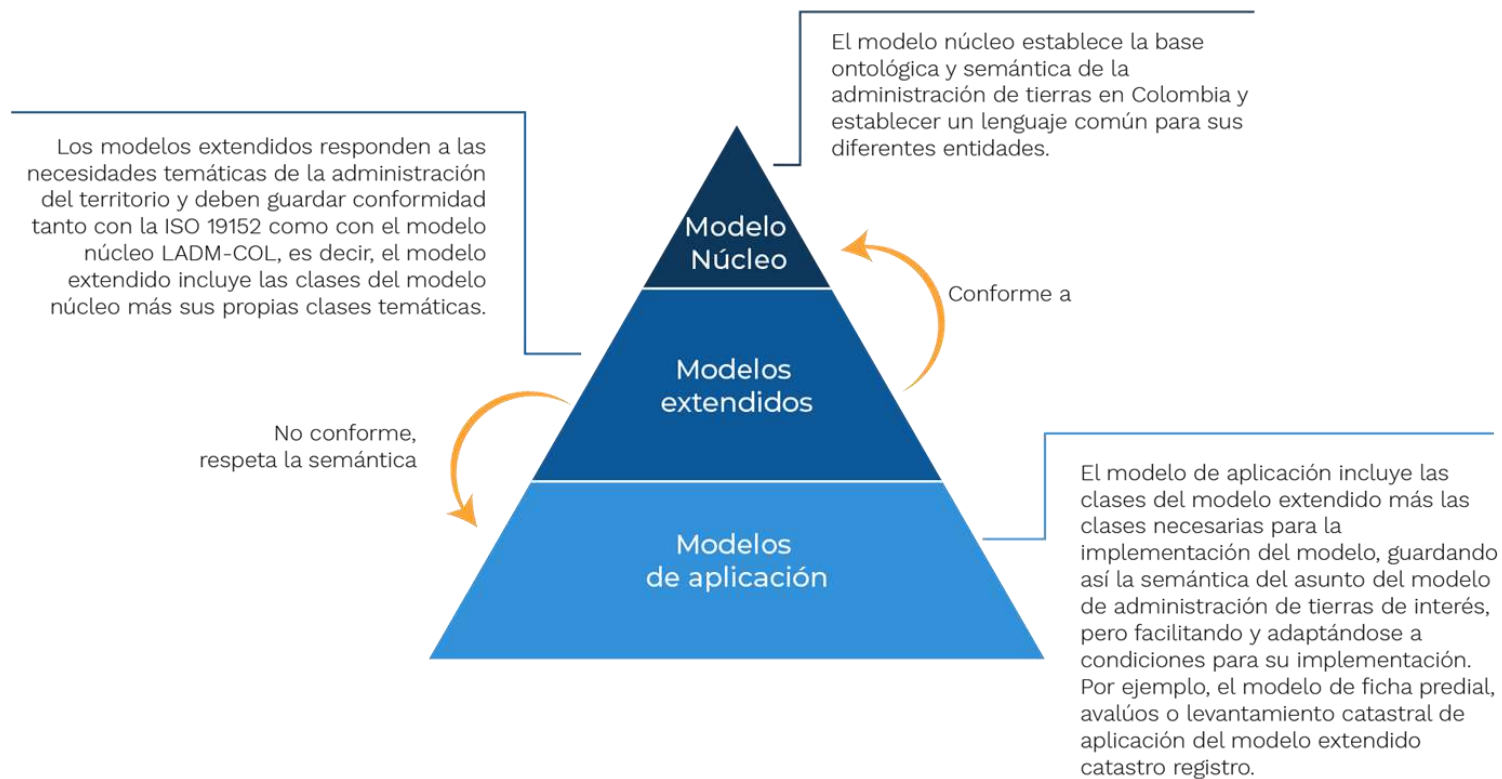 El modelo núcleo establece la base
ontológica y semántica de la
administración de tierras en Colombia y
establecer un lenguaje común para sus
diferentes entidades.
Los modelos extendidos responden a las
necesidades temáticas de la administración
del territorio y deben guardar conformidad
tanto con la ISO 19152 como con el modelo
núcleo LADM-COL, es decir, el modelo
extendido incluye las clases del modelo
núcleo más sus propias clases temáticas.
Modelo
Núcleo
Conforme a
Modelos
extendidos
No conforme,
respeta la semántica
Modelos
de aplicación
El modelo de aplicación incluye las
clases del modelo extendido más las
clases necesarias para la
implementación del modelo, guardando
así la semántica del asunto del modelo
de administración de tierras de interés,
pero facilitando y adaptándose a
condiciones para su implementación.
Por ejemplo, el modelo de ficha predial,
avalúos o levantamiento catastral de
aplicación del modelo extendido
catastro registro.